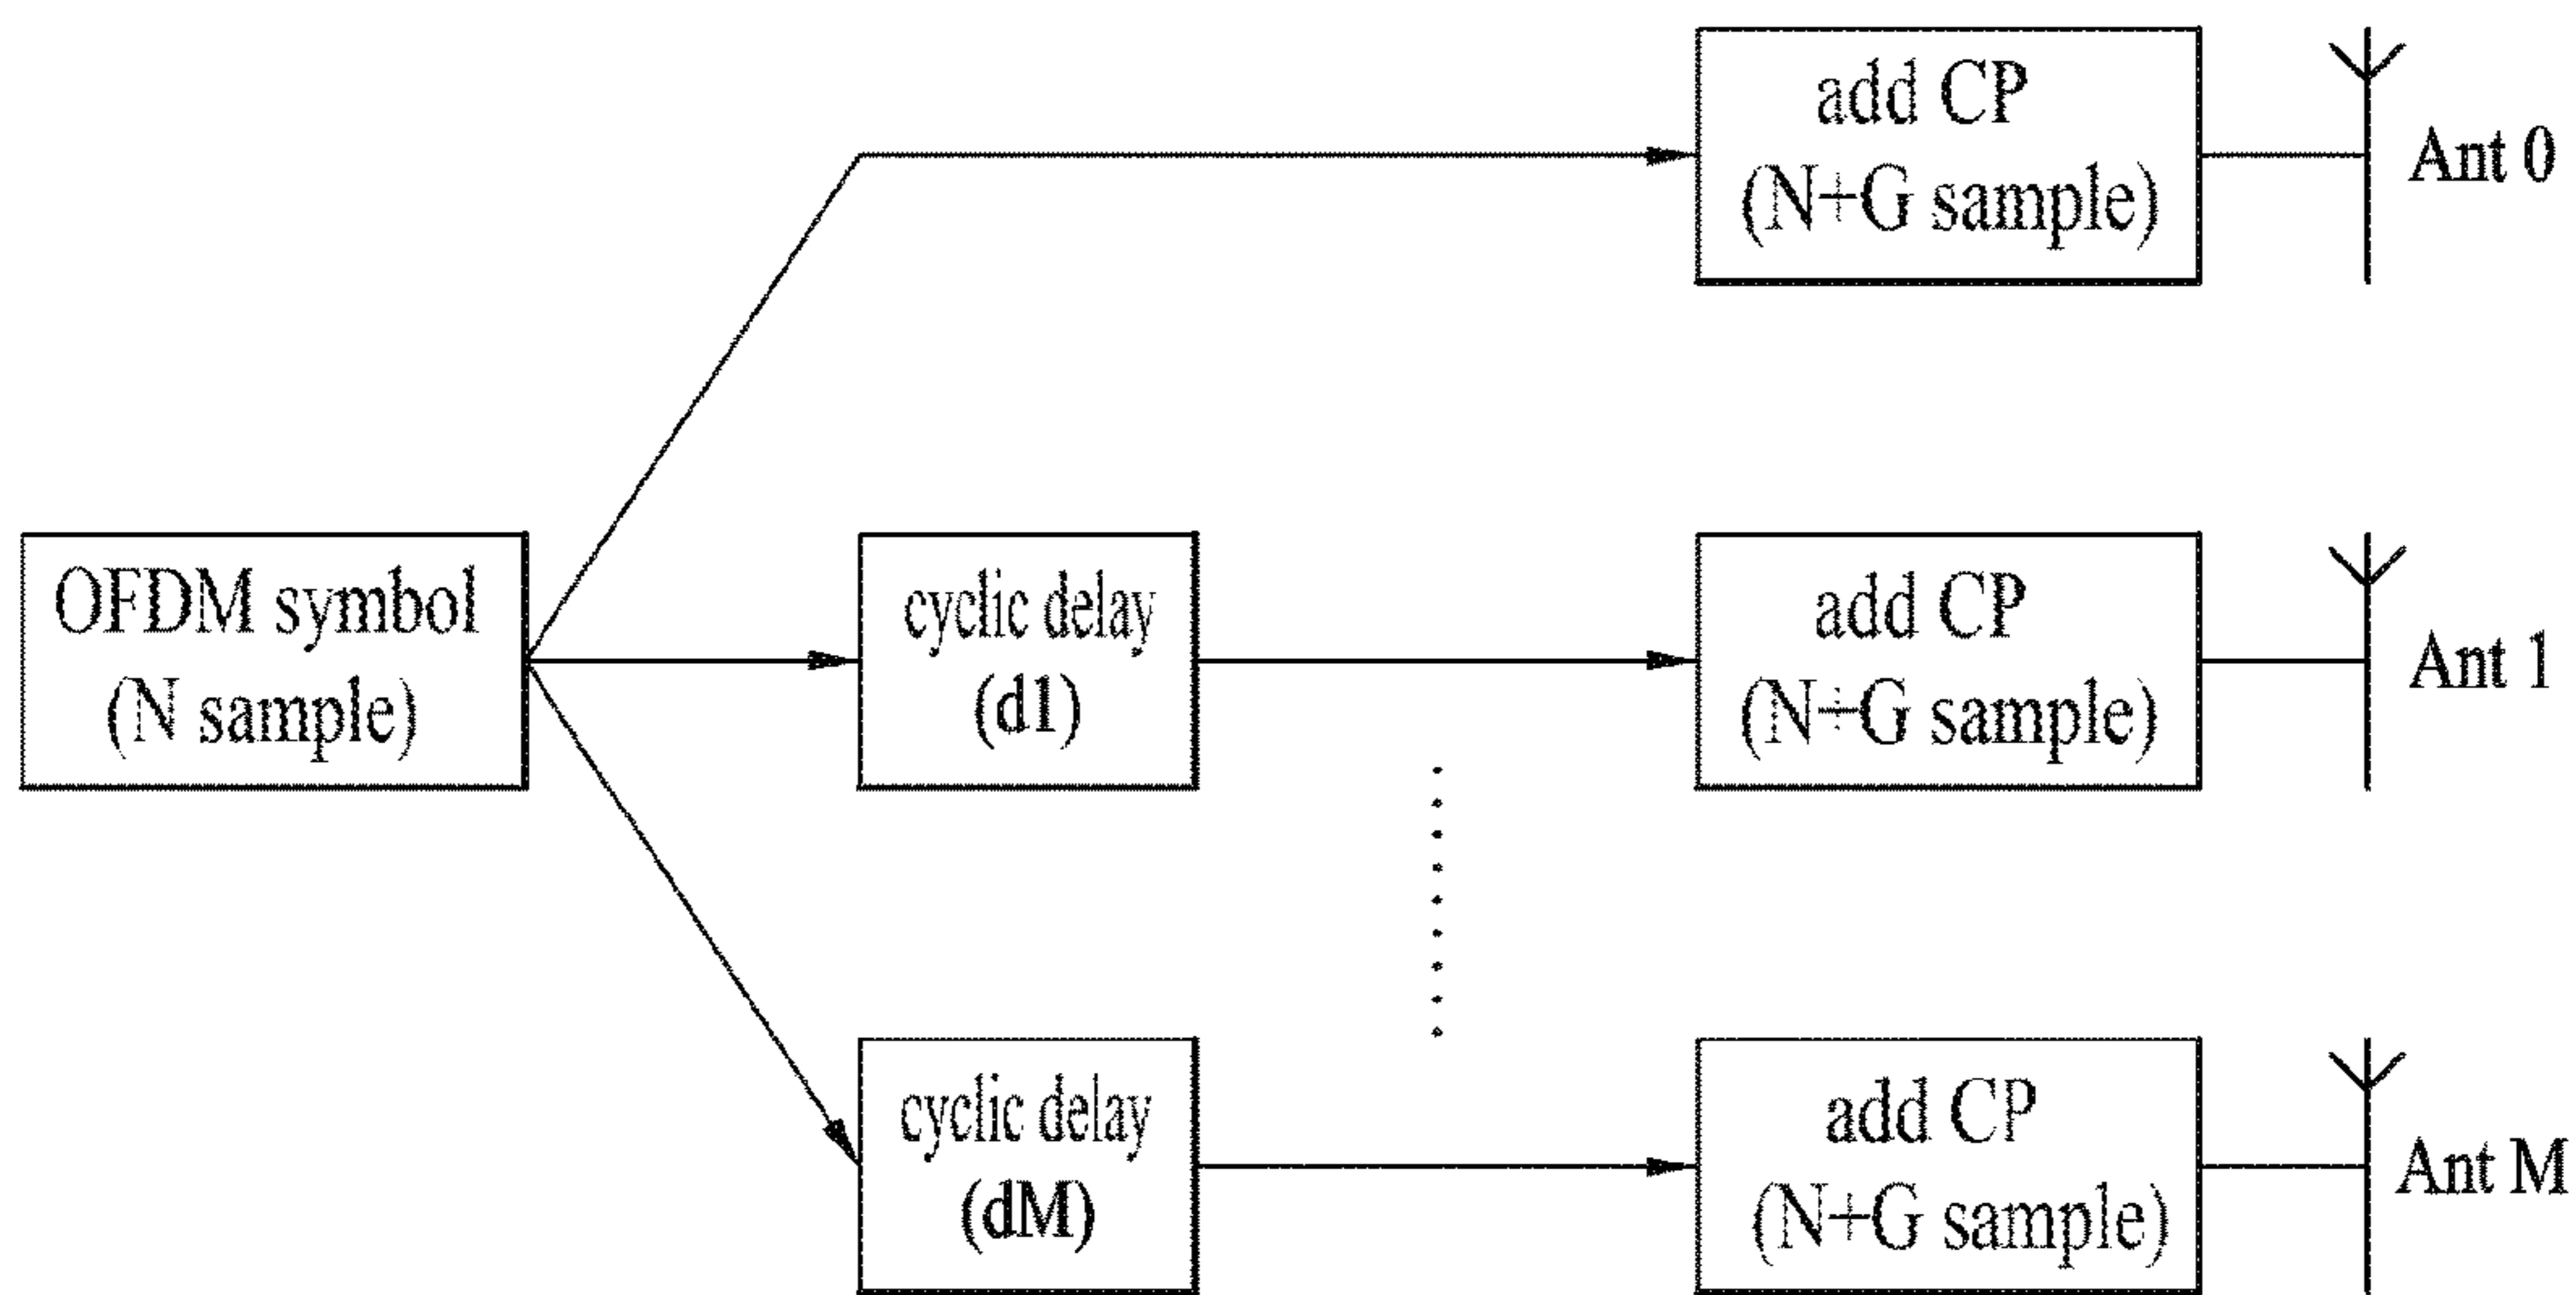 add CP
(N+G sample)
Ant 0
OFDM symbol
(N sample)
cyclic delay
(d1)
add CP
(N+G sample)
Ant 1
cyclic delay
(dM)
add CP
(N+G sample)
Ant M